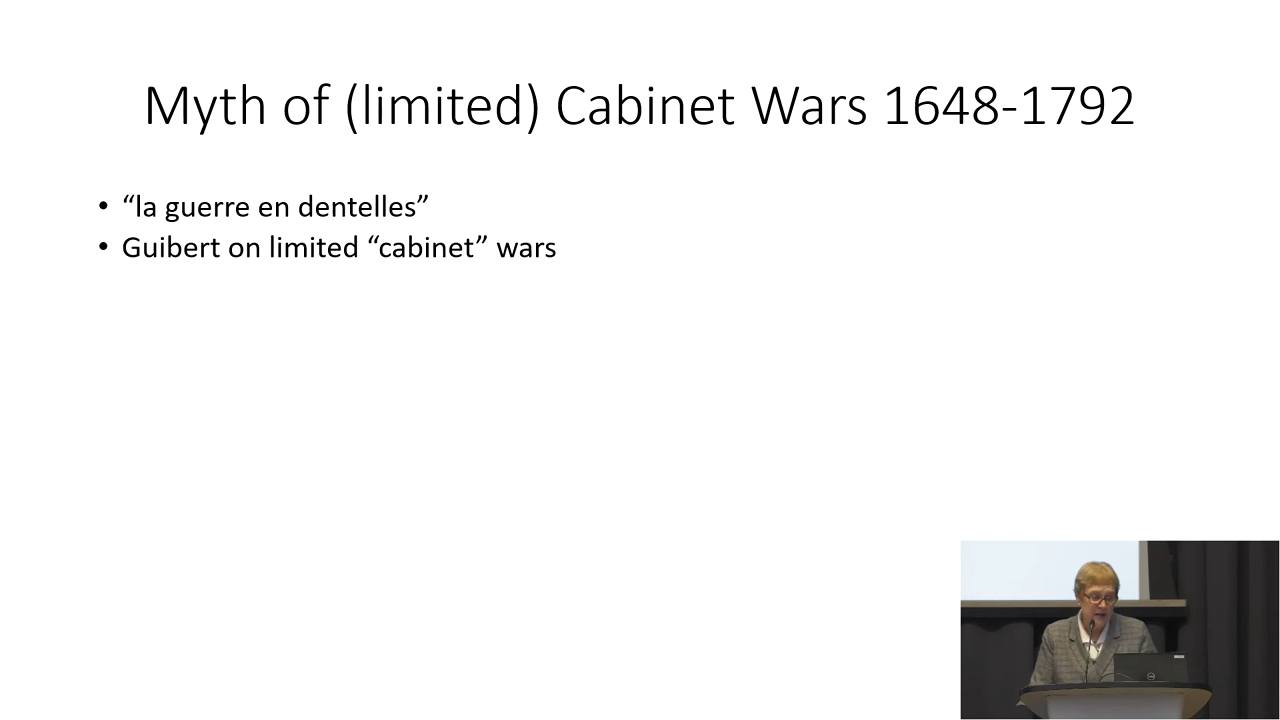 Myth of (limited) Cabinet Wars 1648-1792
• “la guerre en dentelles”
• Guibert on limited “cabinet” wars